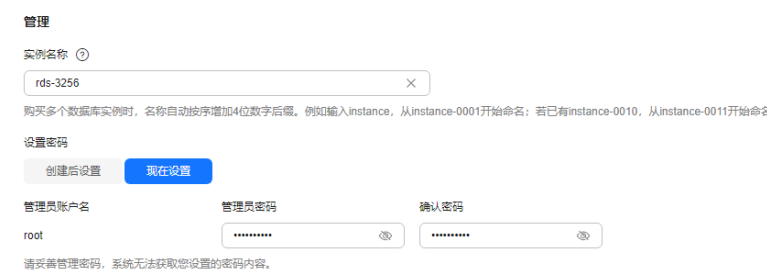 管理
实例名称 ?
rds-3256 ×
购买多个数据库实例时，名称自动按序增加4位数字后缀。例如输入instance，从instance-0001开始命名；若已有instance-0010，从instance-0011开始命名
设置密码
创建后设置 现在设置
管理员账户名 管理员密码 确认密码
root •••••••••• ••••••••••
请妥善管理密码，系统无法获取您设置的密码内容。